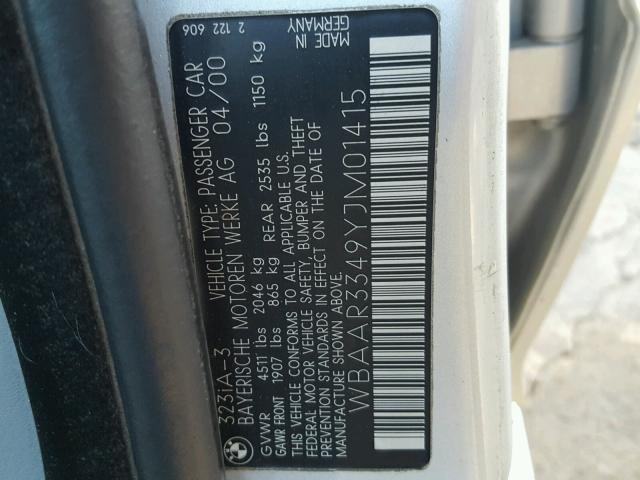 323iA-3 VEHICLE TYPE: PASSENGER CAR 2 122 606
BAYERISCHE MOTOREN WERKE AG 04/00 MADE IN GERMANY
GVWR 4511 lbs 2046 kg
GAWR FRONT 1907 lbs 865 kg REAR 2535 lbs 1150 kg
THIS VEHICLE CONFORMS TO ALL APPLICABLE U.S.
FEDERAL MOTOR VEHICLE SAFETY, BUMPER AND THEFT
PREVENTION STANDARDS IN EFFECT ON THE DATE OF
MANUFACTURE SHOWN ABOVE.
WBAAR3349YJM01415